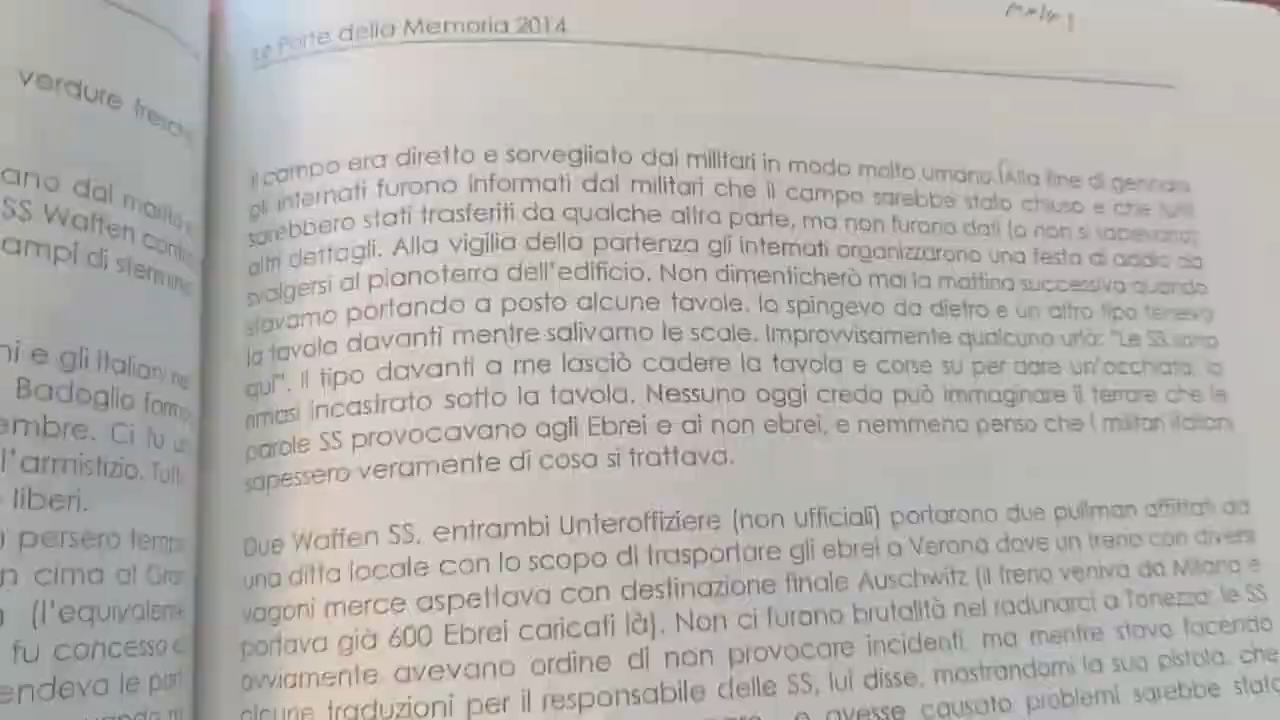 verdure fresch
ano dal
SS Waffen
ampi di stermin
ni e gli Italiani
Badoglio
embre. Ci fu
l'armistizio.
liberi.
persero
n cima al
(l'equivalente
fu concesso
endeva le
Le Porte della Memoria 2014
Il campo era diretto e sorvegliato dai militari in modo molto umano. (Alla fine di gennaio
gli internati furono informati dai militari che il campo sarebbe stato chiuso e che tutti
sarebbero stati trasferiti da qualche altra parte, ma non furono dati (o non si sapevano)
altri dettagli. Alla vigilia della partenza gli internati organizzarono una festa di addio da
svolgersi al pianoterra dell'edificio. Non dimenticherò mai la mattina successiva quando
stavamo portando a posto alcune tavole. Io spingevo da dietro e un altro tipo teneva
la tavola davanti mentre salivamo le scale. Improvvisamente qualcuno urlò: "Le SS sono
qui". Il tipo davanti a me lasciò cadere la tavola e corse su per dare un'occhiata, io
rimasi incastrato sotto la tavola. Nessuno oggi credo può immaginare il terrore che le
parole SS provocavano agli Ebrei e ai non ebrei, e nemmeno penso che i militari italiani
sapessero veramente di cosa si trattava.
Due Waffen SS, entrambi Unteroffiziere (non ufficiali) portarono due pullman affittati da
una ditta locale con lo scopo di trasportare gli ebrei a Verona dove un treno con diversi
vagoni merce aspettava con destinazione finale Auschwitz (il treno veniva da Milano e
portava già 600 Ebrei caricati là). Non ci furono brutalità nel radunarci a Tonezza: le SS
ovviamente avevano ordine di non provocare incidenti, ma mentre stavo facendo
alcune traduzioni per il responsabile delle SS, lui disse, mostrandomi la sua pistola, che
avesse causato problemi sarebbe stato